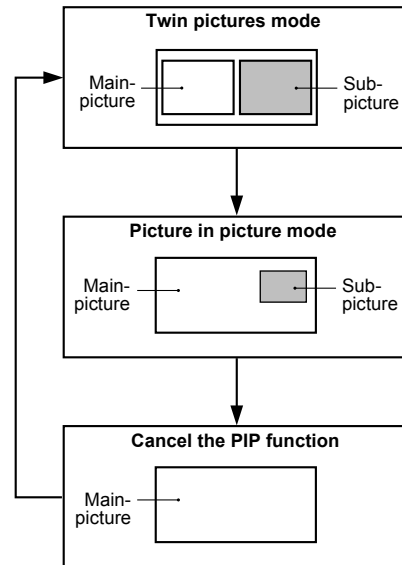 Twin pictures mode
Main-
picture
Sub-
picture
Picture in picture mode
Main-
picture
Sub-
picture
Cancel the PIP function
Main-
picture